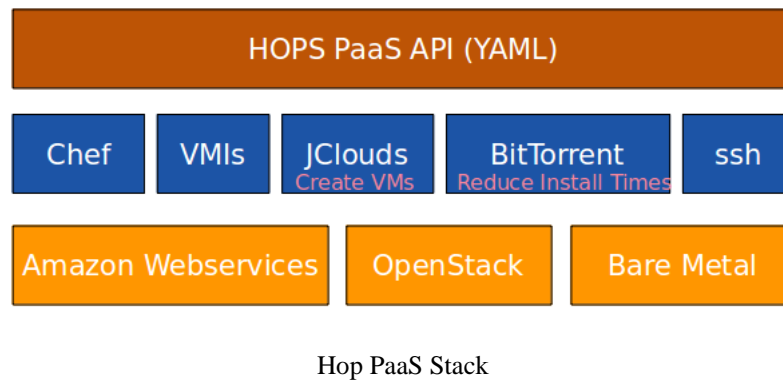 HOPS PaaS API (YAML)
Chef VMIs JClouds BitTorrent ssh
Create VMs Reduce Install Times
Amazon Webservices OpenStack Bare Metal
Hop PaaS Stack